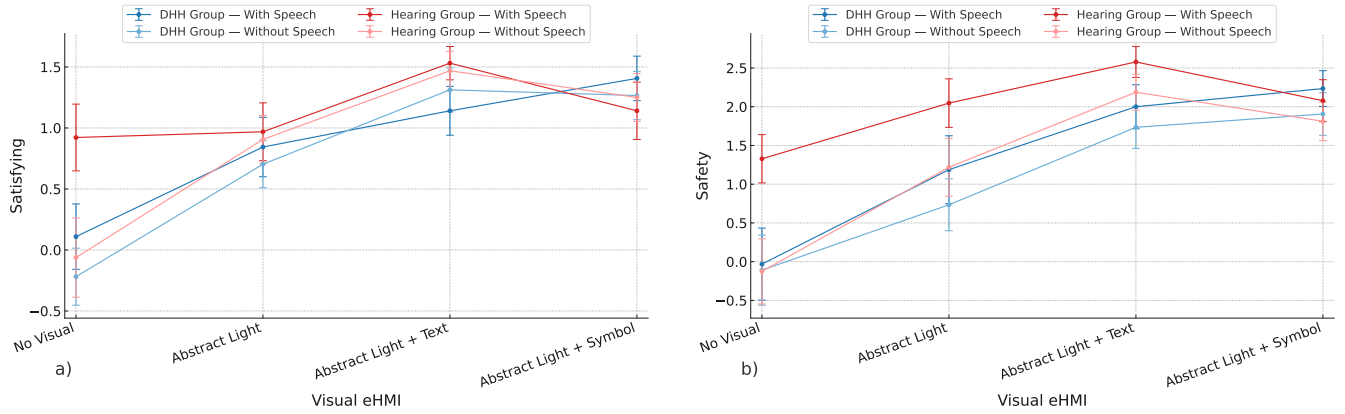 DHH Group — With Speech
DHH Group — Without Speech
Hearing Group — With Speech
Hearing Group — Without Speech
Satisfying
1.5
1.0
0.5
0.0
−0.5
No Visual
Abstract Light
Abstract Light + Text
Abstract Light + Symbol
a)
Visual eHMI
DHH Group — With Speech
DHH Group — Without Speech
Hearing Group — With Speech
Hearing Group — Without Speech
Safety
2.5
2.0
1.5
1.0
0.5
0.0
−0.5
No Visual
Abstract Light
Abstract Light + Text
Abstract Light + Symbol
b)
Visual eHMI